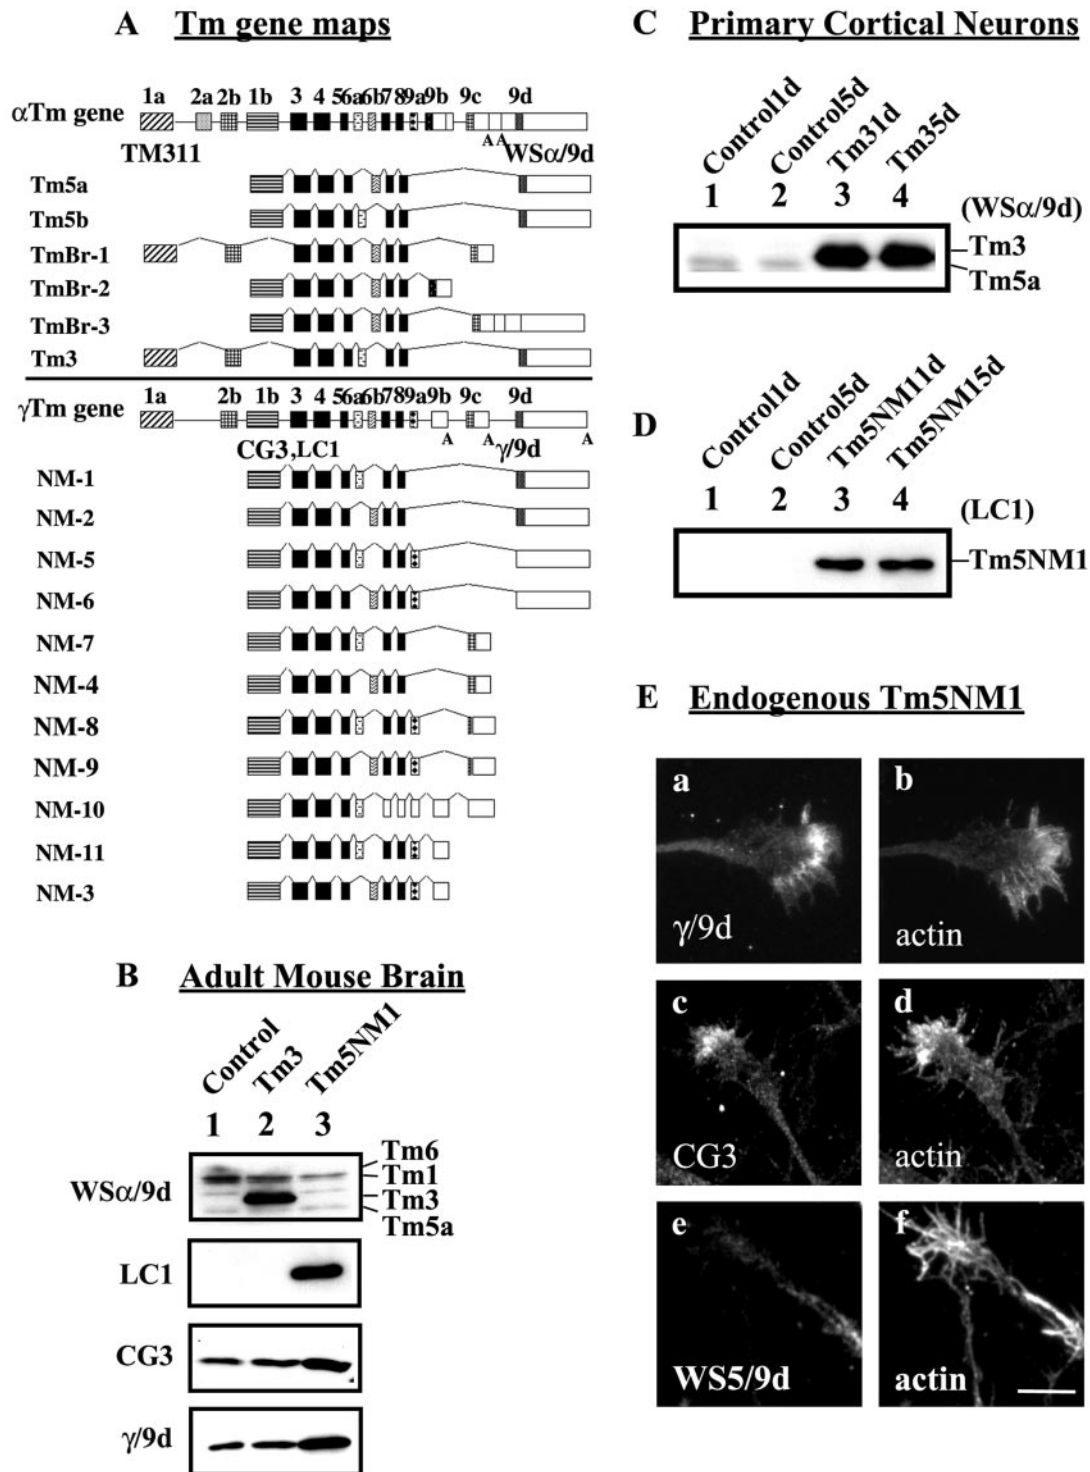 A Tm gene maps
1a 2a 2b 1b 3 4 5 6a 6b 7 8 9a 9b 9c 9d
αTm gene
A A
TM311 WSα/9d
Tm5a
Tm5b
TmBr-1
TmBr-2
TmBr-3
Tm3
1a 2b 1b 3 4 5 6a 6b 7 8 9a 9b 9c 9d
γTm gene
A A A
CG3,LC1 γ/9d
NM-1
NM-2
NM-5
NM-6
NM-7
NM-4
NM-8
NM-9
NM-10
NM-11
NM-3
B Adult Mouse Brain
Control Tm3 Tm5NM1
1 2 3
WSα/9d
Tm6
Tm1
Tm3
Tm5a
LC1
CG3
γ/9d
C Primary Cortical Neurons
Control1d Control5d Tm31d Tm35d
1 2 3 4 (WSα/9d)
Tm3
Tm5a
D
Control1d Control5d Tm5NM11d Tm5NM15d
1 2 3 4 (LC1)
Tm5NM1
E Endogenous Tm5NM1
a b
γ/9d actin
c d
CG3 actin
e f
WS5/9d actin